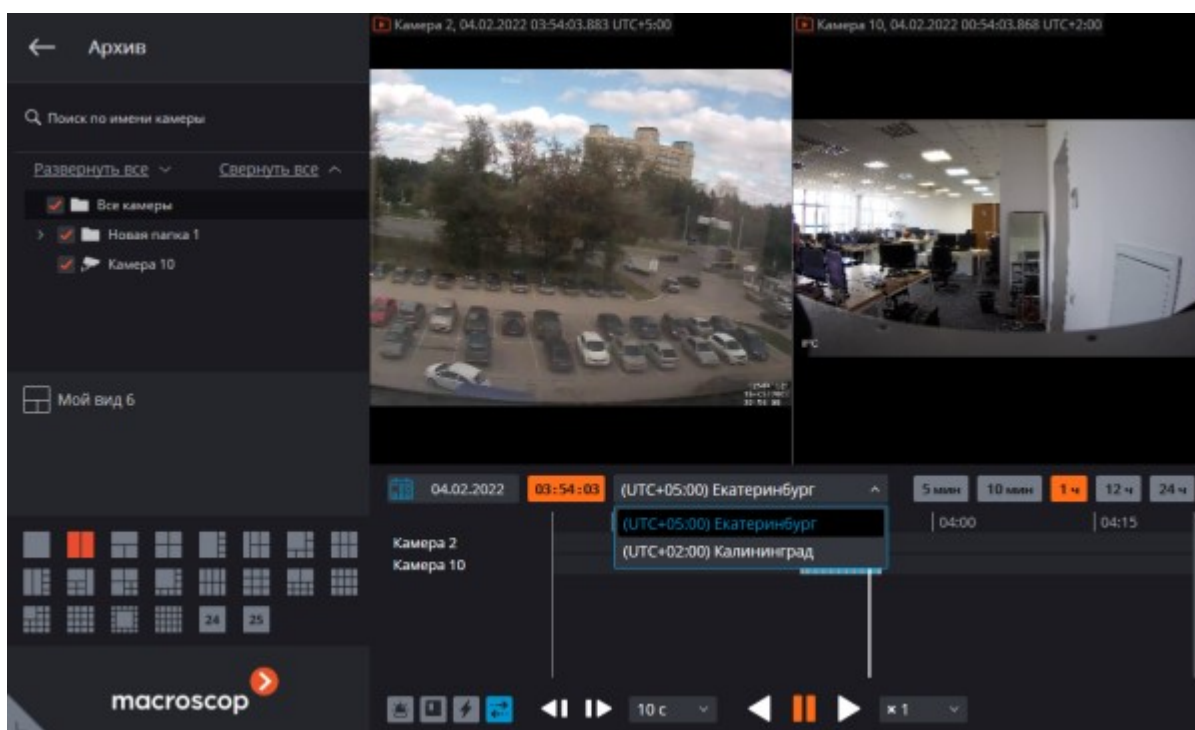 Архив
Поиск по имени камеры
Развернуть все Свернуть все
Все камеры
Новая папка 1
Камера 10
Мой вид 6
24 25
macroscop
Камера 2, 04.02.2022 03:54:03.883 UTC+5:00
Камера 10, 04.02.2022 00:54:03.868 UTC+2:00
04.02.2022 03:54:03 (UTC+05:00) Екатеринбург 5 мин 10 мин 1 ч 12 ч 24 ч
(UTC+05:00) Екатеринбург
(UTC+02:00) Калининград
04:00 04:15
Камера 2
Камера 10
10 с × 1